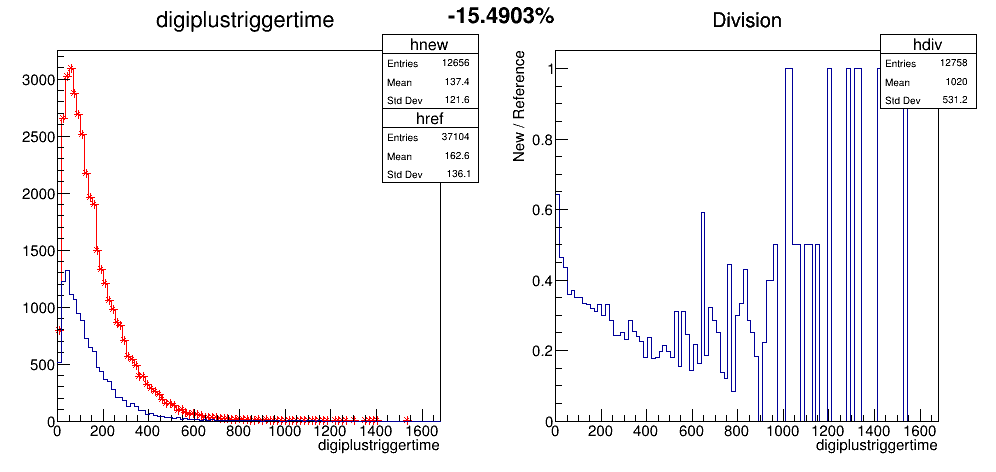 -15.4903%
digiplustriggertime
hnew
Entries 12656
Mean 137.4
Std Dev 121.6
href
Entries 37104
Mean 162.6
Std Dev 136.1
3000
2500
2000
1500
1000
500
0
0 200 400 600 800 1000 1200 1400 1600
digiplustriggertime
Division
hdiv
Entries 12758
Mean 1020
Std Dev 531.2
New / Reference
1
0.8
0.6
0.4
0.2
0
0 200 400 600 800 1000 1200 1400 1600
digiplustriggertime